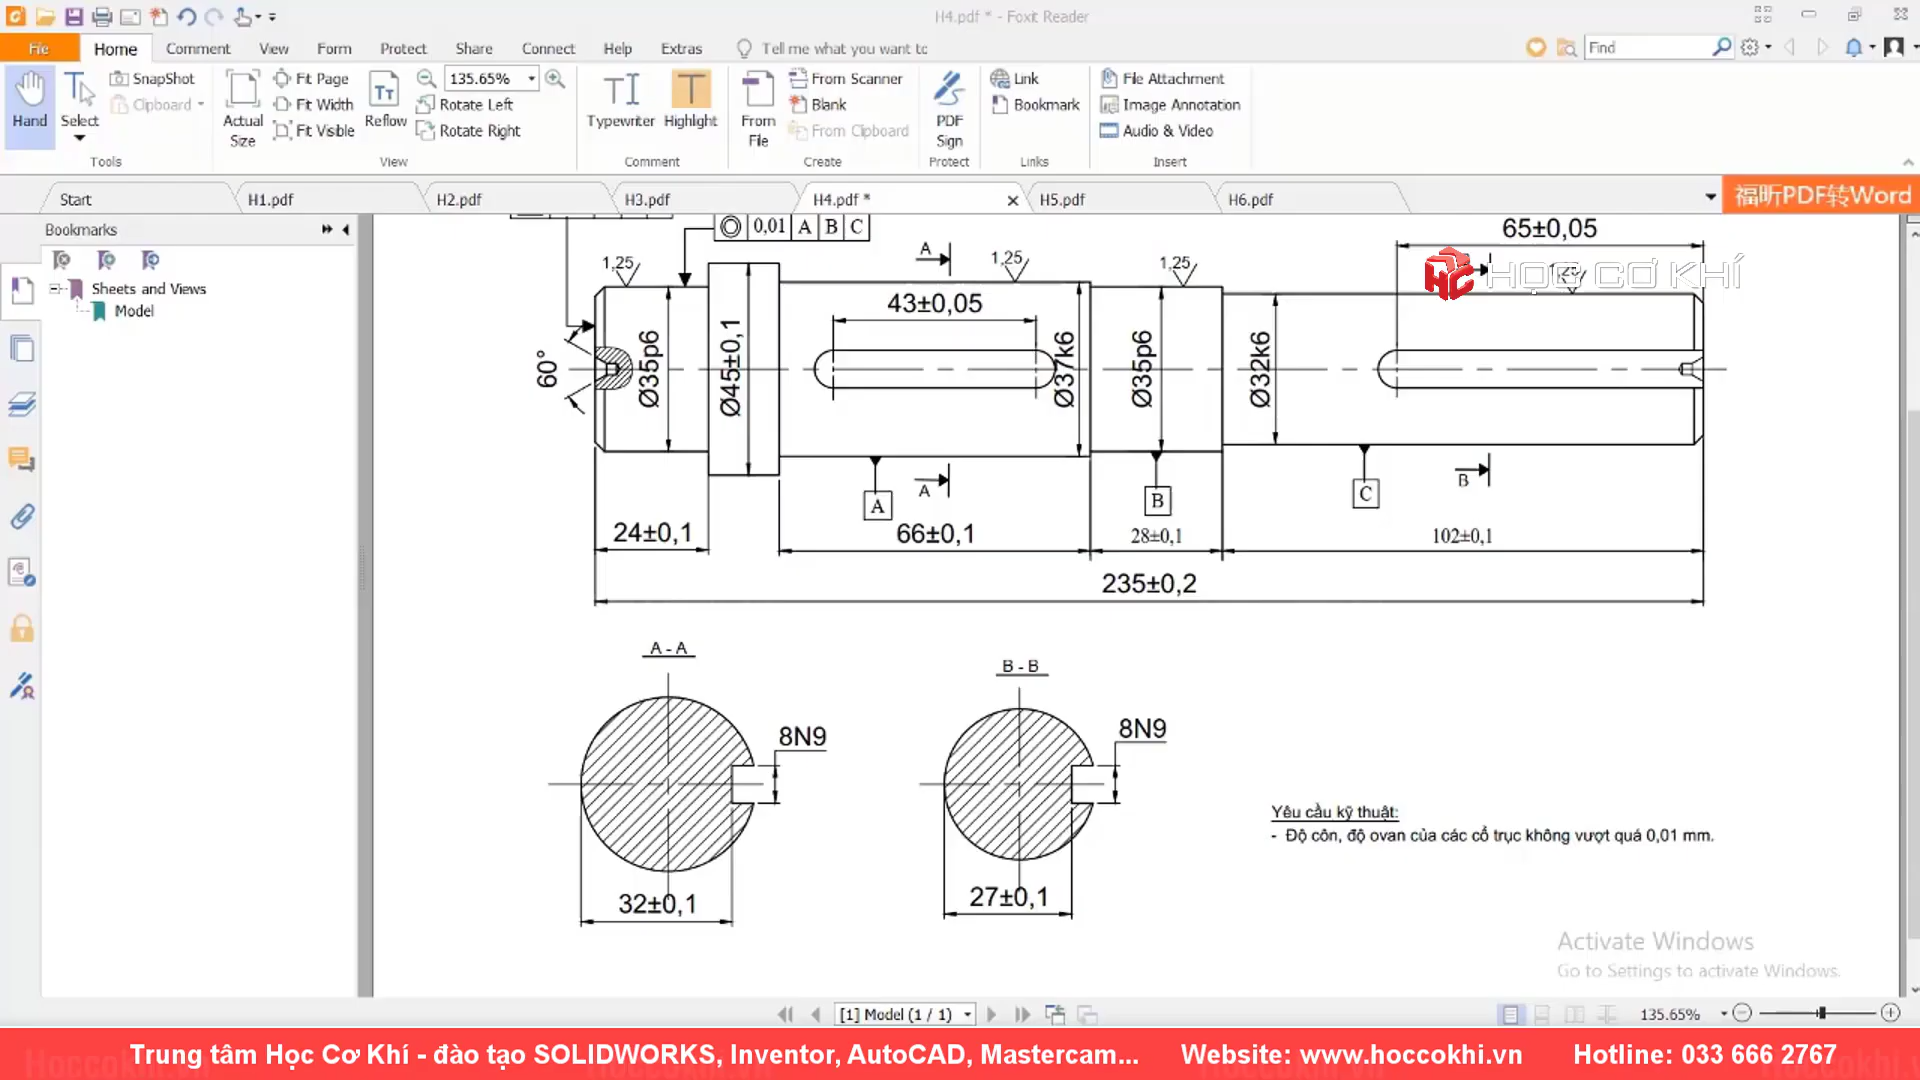 H4.pdf * - Foxit Reader
File Home Comment View Form Protect Share Connect Help Extras Tell me what you want to Find
Hand Select SnapShot Clipboard Actual Size Fit Page Fit Width Fit Visible Reflow 135.65% Rotate Left Rotate Right Typewriter Highlight From File From Scanner Blank From Clipboard PDF Sign Link Bookmark File Attachment Image Annotation Audio & Video
Tools View Comment Create Protect Links Insert
Start H1.pdf H2.pdf H3.pdf H4.pdf * H5.pdf H6.pdf 福昕PDF转Word
Bookmarks
Sheets and Views
Model
0,01 A B C
65±0,05
A
1,25 1,25 1,25 1,25
HỌC CƠ KHÍ
43±0,05
60° Ø35p6 Ø45±0,1 Ø37k6 Ø35p6 Ø32k6
A A B C B
24±0,1 66±0,1 28±0,1 102±0,1
235±0,2
A - A
B - B
8N9 8N9
32±0,1 27±0,1
Yêu cầu kỹ thuật:
- Độ côn, độ ovan của các cổ trục không vượt quá 0,01 mm.
Activate Windows
Go to Settings to activate Windows.
[1] Model (1 / 1) 135.65%
Trung tâm Học Cơ Khí - đào tạo SOLIDWORKS, Inventor, AutoCAD, Mastercam... Website: www.hoccokhi.vn Hotline: 033 666 2767